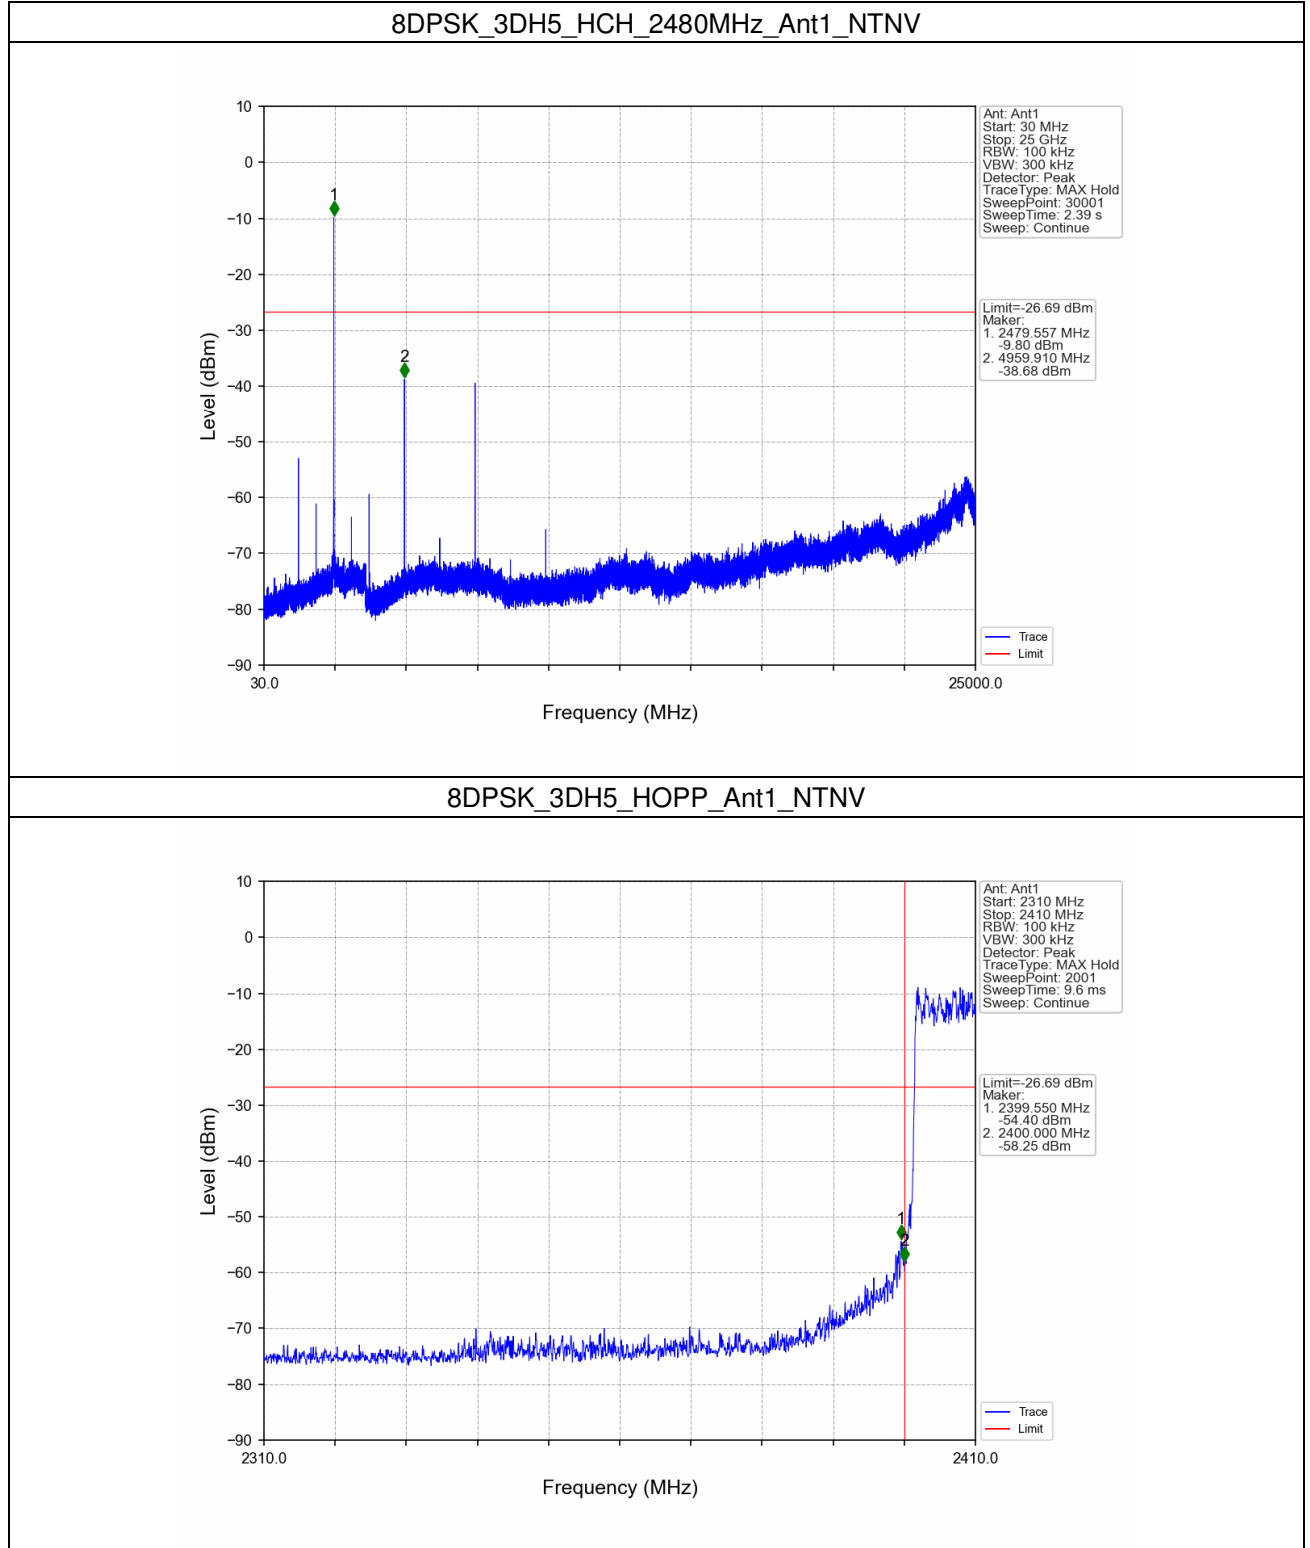 8DPSK_3DH5_HCH_2480MHz_Ant1_NTNV
10
0
−10
−20
−30
−40
−50
−60
−70
−80
−90
Level (dBm)
1
2
30.0
25000.0
Frequency (MHz)
Ant: Ant1
Start: 30 MHz
Stop: 25 GHz
RBW: 100 kHz
VBW: 300 kHz
Detector: Peak
TraceType: MAX Hold
SweepPoint: 30001
SweepTime: 2.39 s
Sweep: Continue
Limit=-26.69 dBm
Maker:
1. 2479.557 MHz
-9.80 dBm
2. 4959.910 MHz
-38.68 dBm
Trace
Limit
8DPSK_3DH5_HOPP_Ant1_NTNV
10
0
−10
−20
−30
−40
−50
−60
−70
−80
−90
Level (dBm)
1
2
2310.0
2410.0
Frequency (MHz)
Ant: Ant1
Start: 2310 MHz
Stop: 2410 MHz
RBW: 100 kHz
VBW: 300 kHz
Detector: Peak
TraceType: MAX Hold
SweepPoint: 2001
SweepTime: 9.6 ms
Sweep: Continue
Limit=-26.69 dBm
Maker:
1. 2399.550 MHz
-54.40 dBm
2. 2400.000 MHz
-58.25 dBm
Trace
Limit